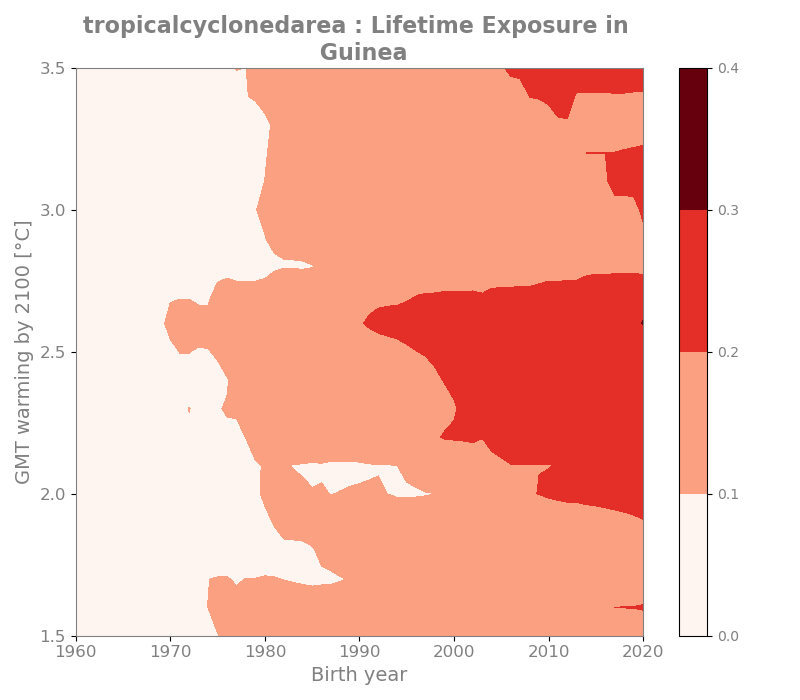 tropicalcyclonedarea : Lifetime Exposure in
Guinea
GMT warming by 2100 [°C]
3.5
3.0
2.5
2.0
1.5
1960 1970 1980 1990 2000 2010 2020
Birth year
0.4
0.3
0.2
0.1
0.0